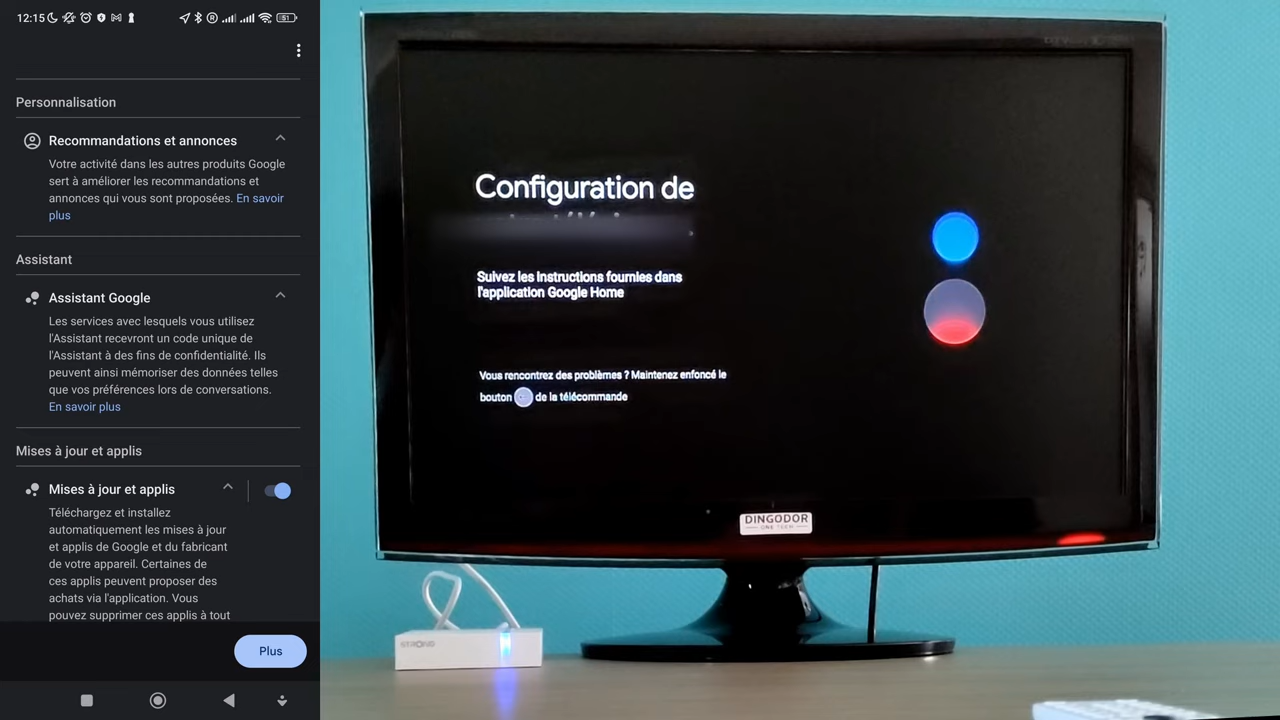 12:15
51
Personnalisation
Recommandations et annonces
Votre activité dans les autres produits Google
sert à améliorer les recommandations et
annonces qui vous sont proposées. En savoir
plus
Assistant
Assistant Google
Les services avec lesquels vous utilisez
l'Assistant recevront un code unique de
l'Assistant à des fins de confidentialité. Ils
peuvent ainsi mémoriser des données telles
que vos préférences lors de conversations.
En savoir plus
Mises à jour et applis
Mises à jour et applis
Téléchargez et installez
automatiquement les mises à jour
et applis de Google et du fabricant
de votre appareil. Certaines de
ces applis peuvent proposer des
achats via l'application. Vous
pouvez supprimer ces applis à tout
Plus
Configuration de
Suivez les instructions fournies dans
l'application Google Home
Vous rencontrez des problèmes ? Maintenez enfoncé le
bouton de la télécommande
DINGODOR
ONE TECH
STRONG